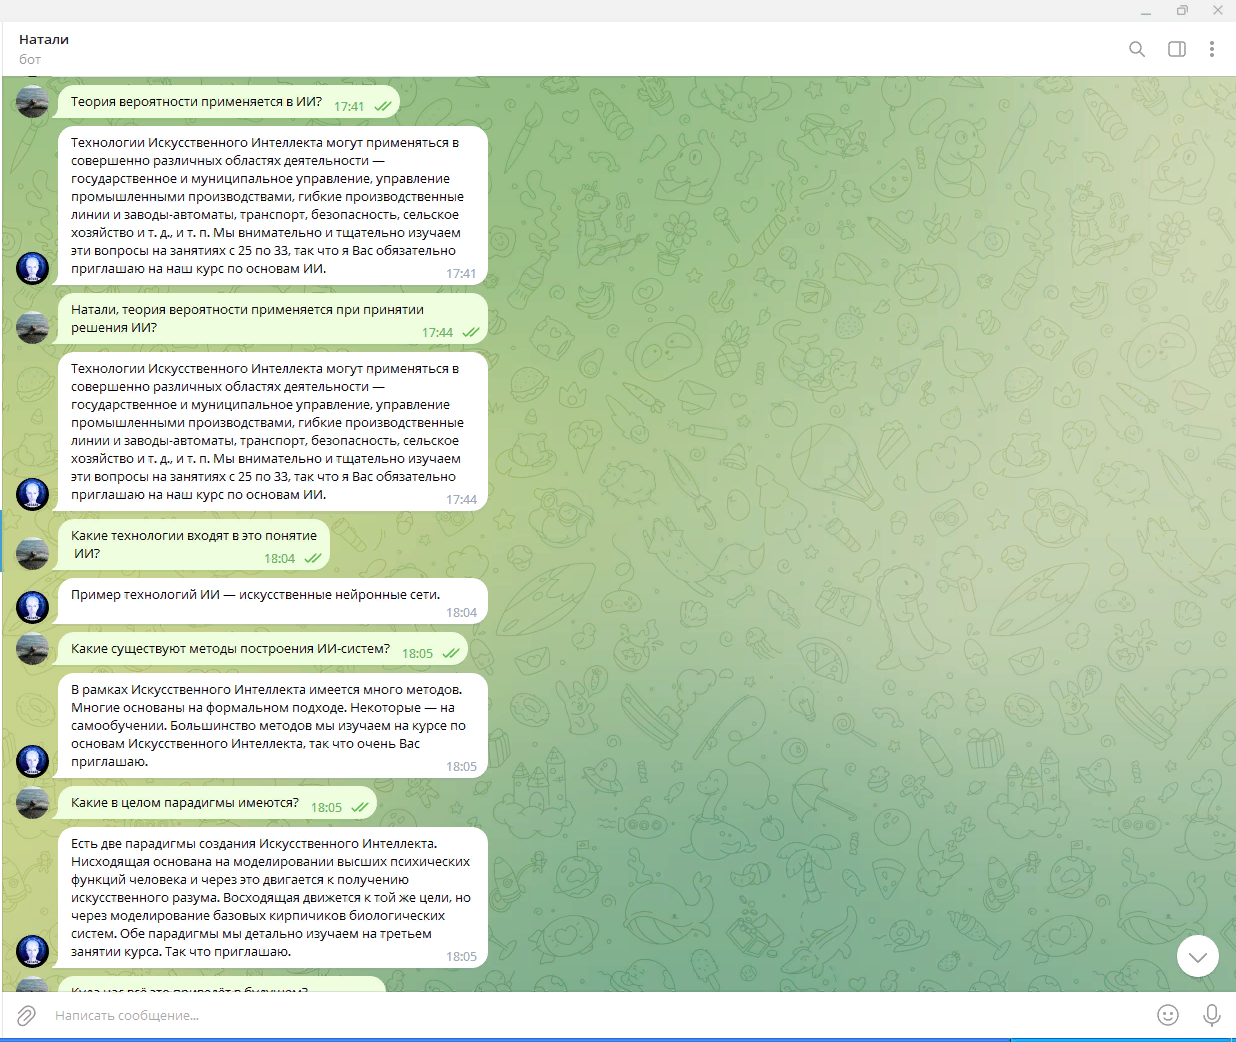 Натали
бот
Теория вероятности применяется в ИИ? 17:41
Технологии Искусственного Интеллекта могут применяться в
совершенно различных областях деятельности —
государственное и муниципальное управление, управление
промышленными производствами, гибкие производственные
линии и заводы-автоматы, транспорт, безопасность, сельское
хозяйство и т. д., и т. п. Мы внимательно и тщательно изучаем
эти вопросы на занятиях с 25 по 33, так что я Вас обязательно
приглашаю на наш курс по основам ИИ. 17:41
Натали, теория вероятности применяется при принятии
решения ИИ? 17:44
Технологии Искусственного Интеллекта могут применяться в
совершенно различных областях деятельности —
государственное и муниципальное управление, управление
промышленными производствами, гибкие производственные
линии и заводы-автоматы, транспорт, безопасность, сельское
хозяйство и т. д., и т. п. Мы внимательно и тщательно изучаем
эти вопросы на занятиях с 25 по 33, так что я Вас обязательно
приглашаю на наш курс по основам ИИ. 17:44
Какие технологии входят в это понятие
ИИ? 18:04
Пример технологий ИИ — искусственные нейронные сети.
18:04
Какие существуют методы построения ИИ-систем? 18:05
В рамках Искусственного Интеллекта имеется много методов.
Многие основаны на формальном подходе. Некоторые — на
самообучении. Большинство методов мы изучаем на курсе по
основам Искусственного Интеллекта, так что очень Вас
приглашаю. 18:05
Какие в целом парадигмы имеются? 18:05
Есть две парадигмы создания Искусственного Интеллекта.
Нисходящая основана на моделировании высших психических
функций человека и через это двигается к получению
искусственного разума. Восходящая движется к той же цели, но
через моделирование базовых кирпичиков биологических
систем. Обе парадигмы мы детально изучаем на третьем
занятии курса. Так что приглашаю. 18:05
Куда нас всё это приведёт в будущем?
Написать сообщение...